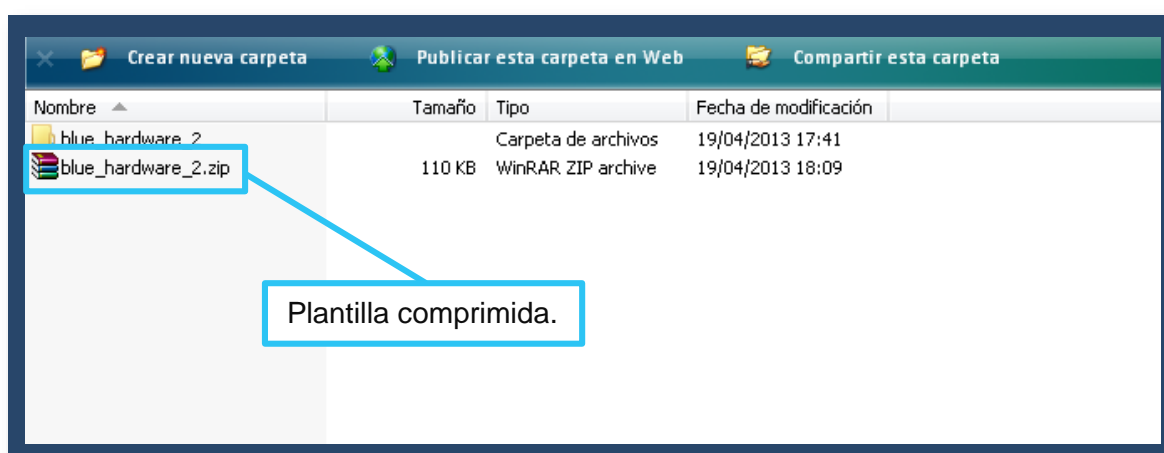 Crear nueva carpeta Publicar esta carpeta en Web Compartir esta carpeta
Nombre Tamaño Tipo Fecha de modificación
blue_hardware_2 Carpeta de archivos 19/04/2013 17:41
blue_hardware_2.zip 110 KB WinRAR ZIP archive 19/04/2013 18:09
Plantilla comprimida.